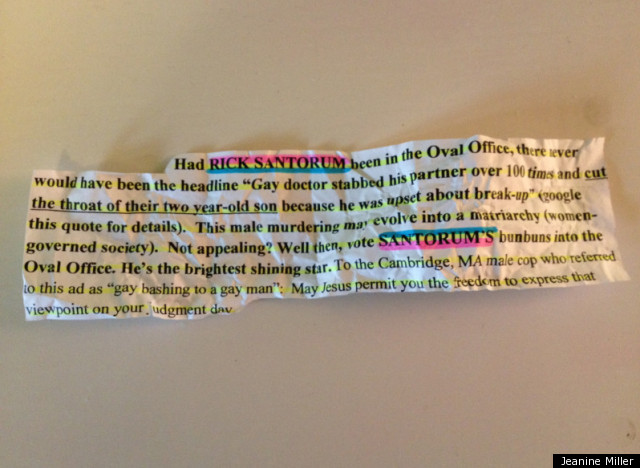 Had RICK SANTORUM been in the Oval Office, there never
would have been the headline “Gay doctor stabbed his partner over 100 times and cut
the throat of their two year-old son because he was upset about break-up” (google
this quote for details). This male murdering may evolve into a matriarchy (women-
governed society). Not appealing? Well then, vote SANTORUM'S bunbuns into the
Oval Office. He's the brightest shining star. To the Cambridge, MA male cop who referred
to this ad as “gay bashing to a gay man”: May Jesus permit you the freedom to express that
viewpoint on your judgment day
Jeanine Miller